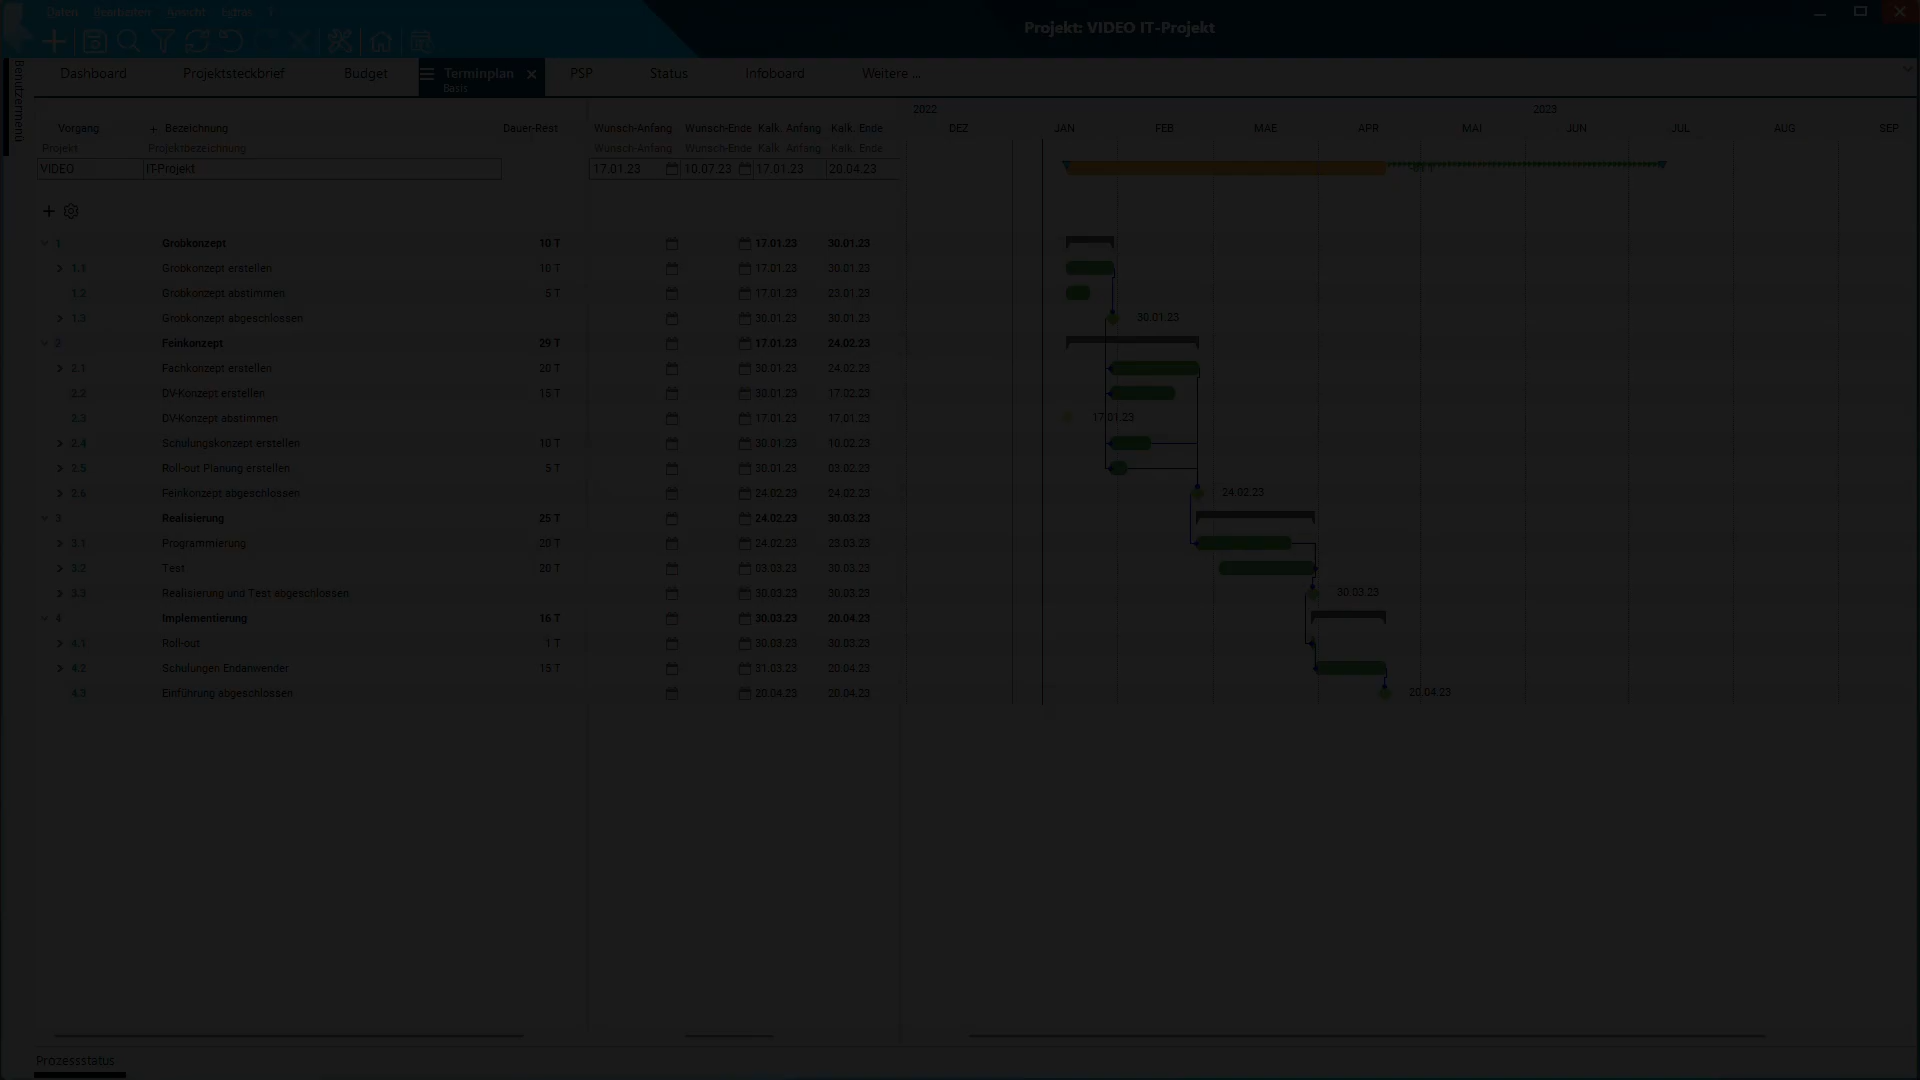 Daten Bearbeiten Ansicht Extras ?
Projekt: VIDEO IT-Projekt
Benutzermenü
Dashboard Projektsteckbrief Budget Terminplan PSP Status Infoboard Weitere ...
Basis
2022 2023
Vorgang Bezeichnung Dauer-Rest Wunsch-Anfang Wunsch-Ende Kalk. Anfang Kalk. Ende DEZ JAN FEB MAE APR MAI JUN JUL AUG SEP
Projekt Projektbezeichnung Wunsch-Anfang Wunsch-Ende Kalk. Anfang Kalk. Ende
VIDEO IT-Projekt 17.01.23 10.07.23 17.01.23 20.04.23
1 Grobkonzept 10 T 17.01.23 30.01.23
1.1 Grobkonzept erstellen 10 T 17.01.23 30.01.23
1.2 Grobkonzept abstimmen 5 T 17.01.23 23.01.23
1.3 Grobkonzept abgeschlossen 30.01.23 30.01.23 30.01.23
2 Feinkonzept 29 T 17.01.23 24.02.23
2.1 Fachkonzept erstellen 20 T 30.01.23 24.02.23
2.2 DV-Konzept erstellen 15 T 30.01.23 17.02.23
2.3 DV-Konzept abstimmen 17.01.23 17.01.23 17.01.23
2.4 Schulungskonzept erstellen 10 T 30.01.23 10.02.23
2.5 Roll-out Planung erstellen 5 T 30.01.23 03.02.23
2.6 Feinkonzept abgeschlossen 24.02.23 24.02.23 24.02.23
3 Realisierung 25 T 24.02.23 30.03.23
3.1 Programmierung 20 T 24.02.23 23.03.23
3.2 Test 20 T 03.03.23 30.03.23
3.3 Realisierung und Test abgeschlossen 30.03.23 30.03.23 30.03.23
4 Implementierung 16 T 30.03.23 20.04.23
4.1 Roll-out 1 T 30.03.23 30.03.23
4.2 Schulungen Endanwender 15 T 31.03.23 20.04.23
4.3 Einführung abgeschlossen 20.04.23 20.04.23 20.04.23
Prozessstatus